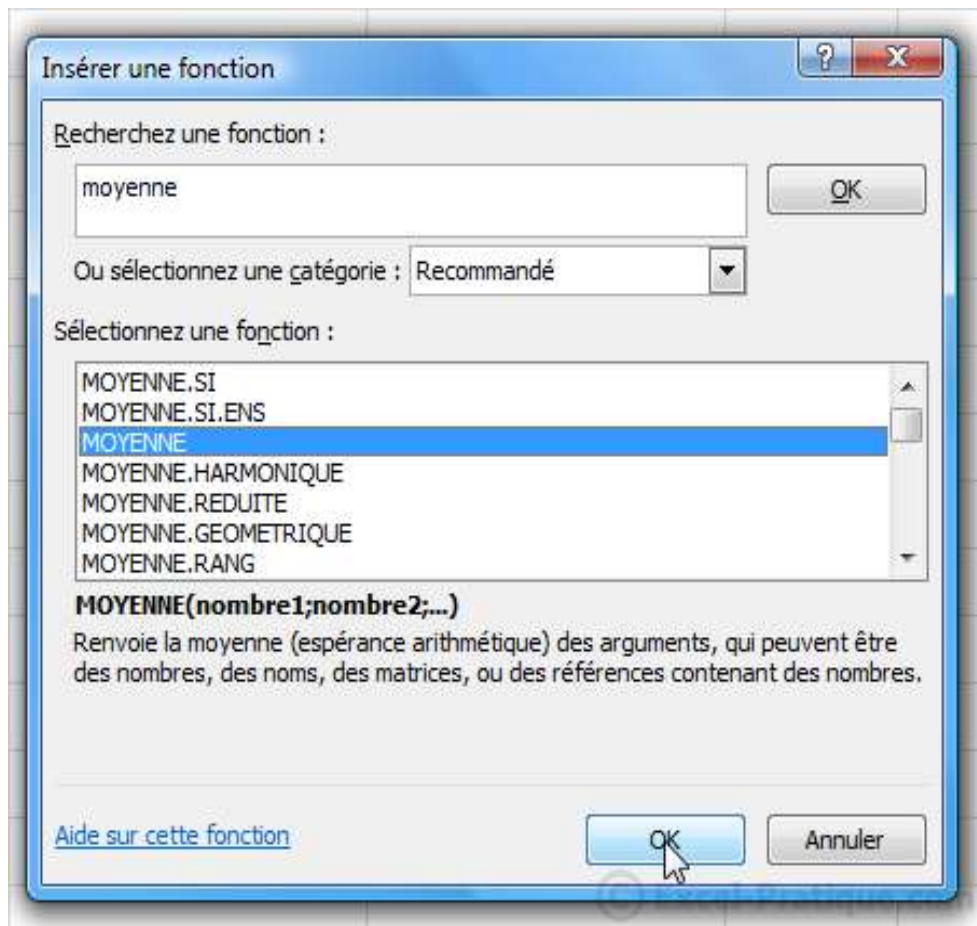 Insérer une fonction
Recherchez une fonction :
moyenne
OK
Ou sélectionnez une catégorie : Recommandé
Sélectionnez une fonction :
MOYENNE.SI
MOYENNE.SI.ENS
MOYENNE
MOYENNE.HARMONIQUE
MOYENNE.REDUITE
MOYENNE.GEOMETRIQUE
MOYENNE.RANG
MOYENNE(nombre1;nombre2;...)
Renvoie la moyenne (espérance arithmétique) des arguments, qui peuvent être
des nombres, des noms, des matrices, ou des références contenant des nombres.
Aide sur cette fonction
OK
Annuler
© Excel-Pratique.com